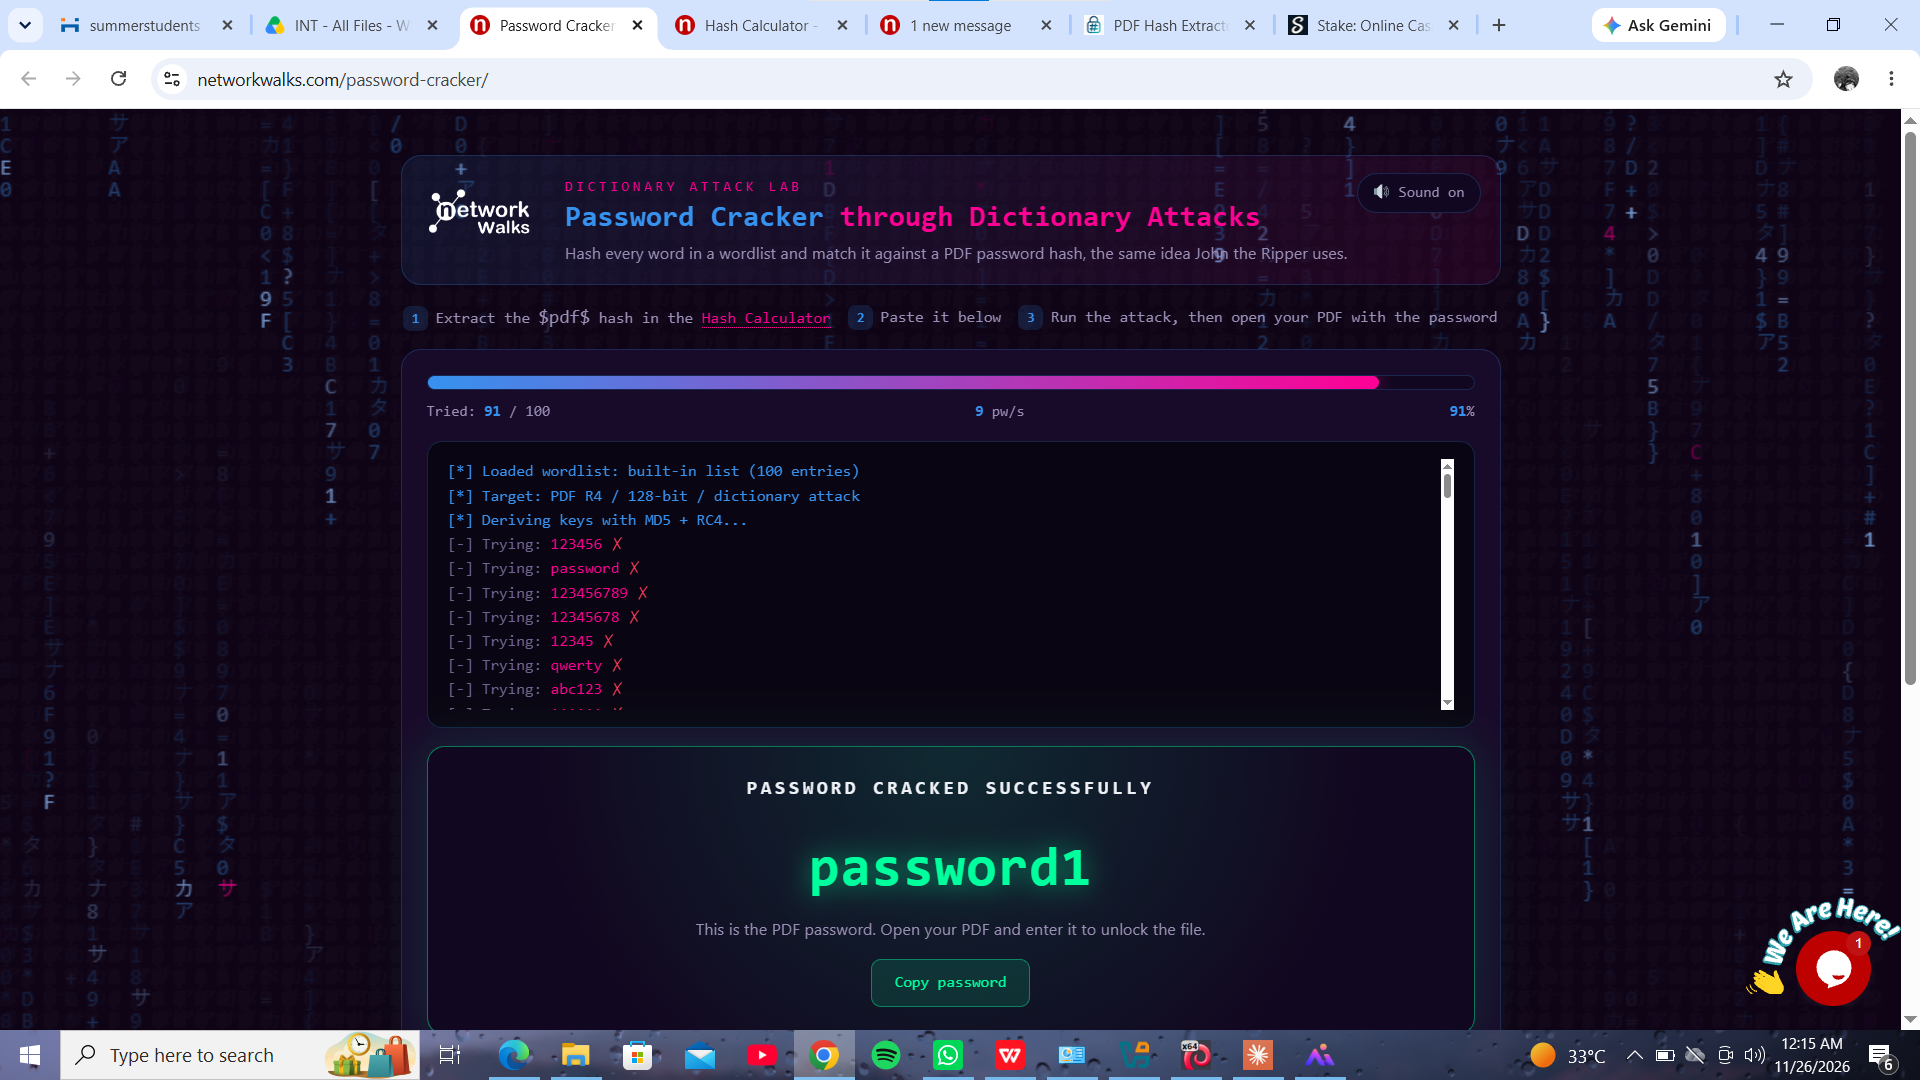 summerstudents
INT - All Files - W
Password Cracker
Hash Calculator -
1 new message
PDF Hash Extract
Stake: Online Cas
Ask Gemini
networkwalks.com/password-cracker/
network
Walks
DICTIONARY ATTACK LAB
Password Cracker through Dictionary Attacks
Hash every word in a wordlist and match it against a PDF password hash, the same idea John the Ripper uses.
Sound on
1 Extract the $pdf$ hash in the Hash Calculator 2 Paste it below 3 Run the attack, then open your PDF with the password
Tried: 91 / 100
9 pw/s
91%
[*] Loaded wordlist: built-in list (100 entries)
[*] Target: PDF R4 / 128-bit / dictionary attack
[*] Deriving keys with MD5 + RC4...
[-] Trying: 123456 ✗
[-] Trying: password ✗
[-] Trying: 123456789 ✗
[-] Trying: 12345678 ✗
[-] Trying: 12345 ✗
[-] Trying: qwerty ✗
[-] Trying: abc123 ✗
PASSWORD CRACKED SUCCESSFULLY
password1
This is the PDF password. Open your PDF and enter it to unlock the file.
Copy password
We Are Here!
1
Type here to search
33°C
12:15 AM
11/26/2026
6